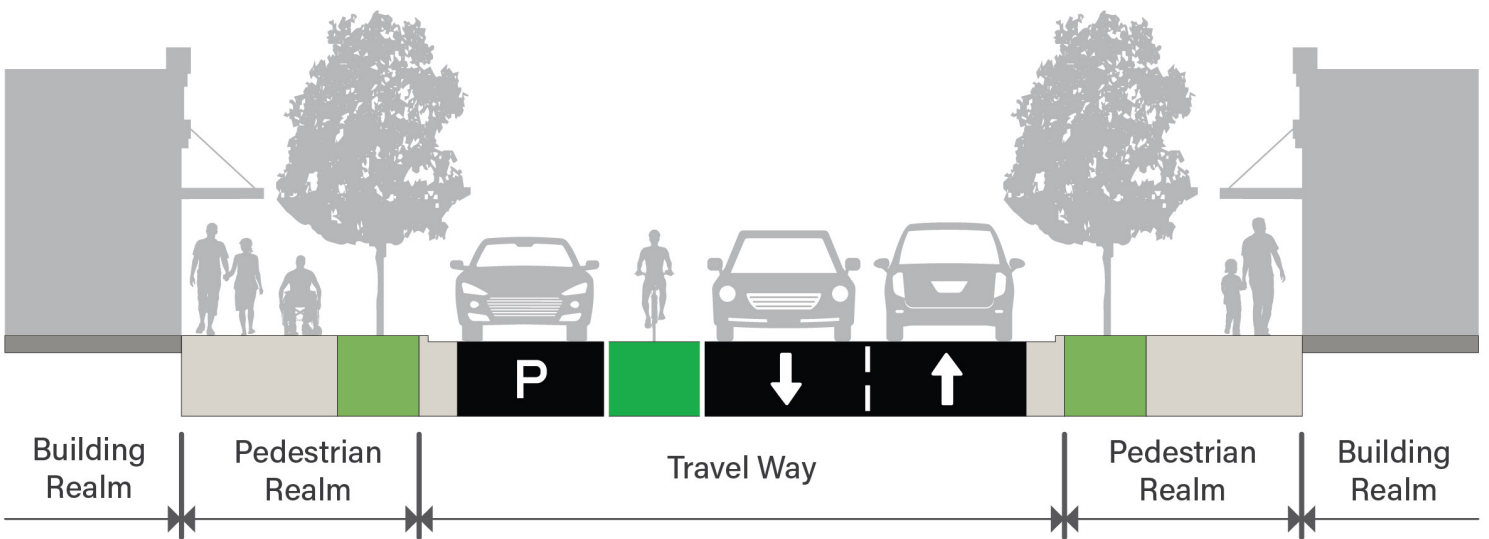 P
Building
Realm
Pedestrian
Realm
Travel Way
Pedestrian
Realm
Building
Realm